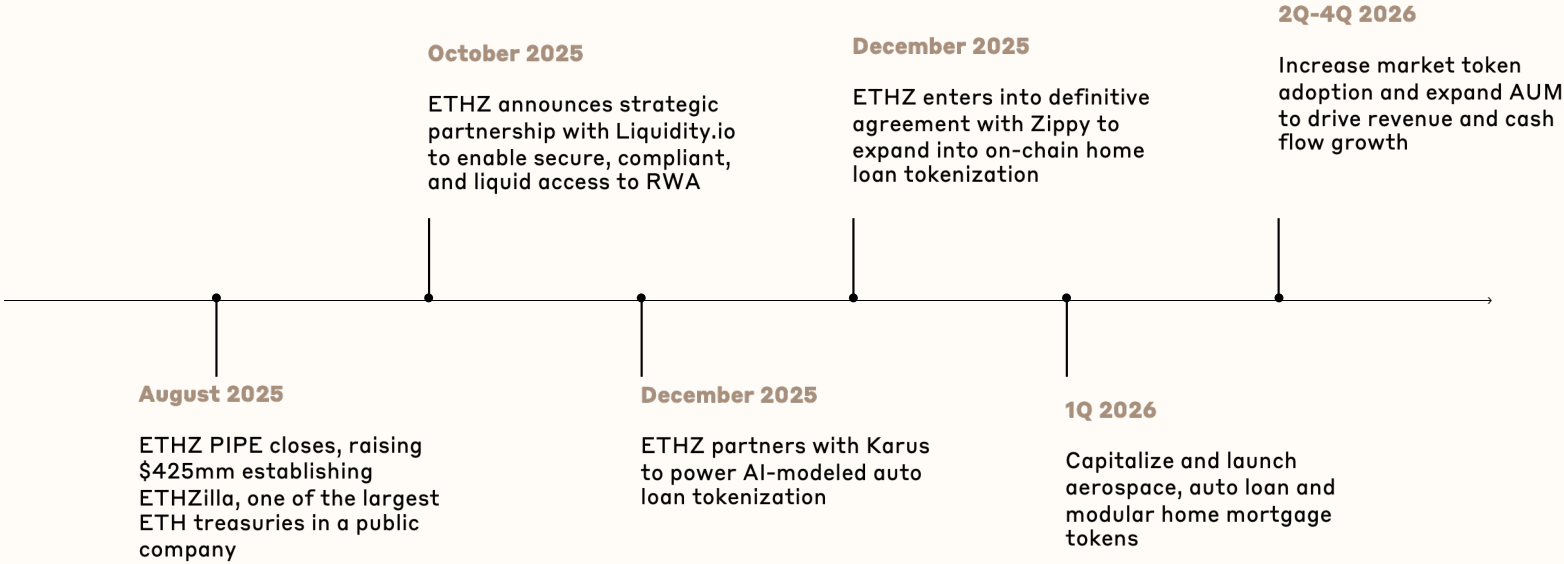 August 2025
ETHZ PIPE closes, raising
$425mm establishing
ETHZilla, one of the largest
ETH treasuries in a public
company
October 2025
ETHZ announces strategic
partnership with Liquidity.io
to enable secure, compliant,
and liquid access to RWA
December 2025
ETHZ partners with Karus
to power AI-modeled auto
loan tokenization
December 2025
ETHZ enters into definitive
agreement with Zippy to
expand into on-chain home
loan tokenization
1Q 2026
Capitalize and launch
aerospace, auto loan and
modular home mortgage
tokens
2Q-4Q 2026
Increase market token
adoption and expand AUM
to drive revenue and cash
flow growth